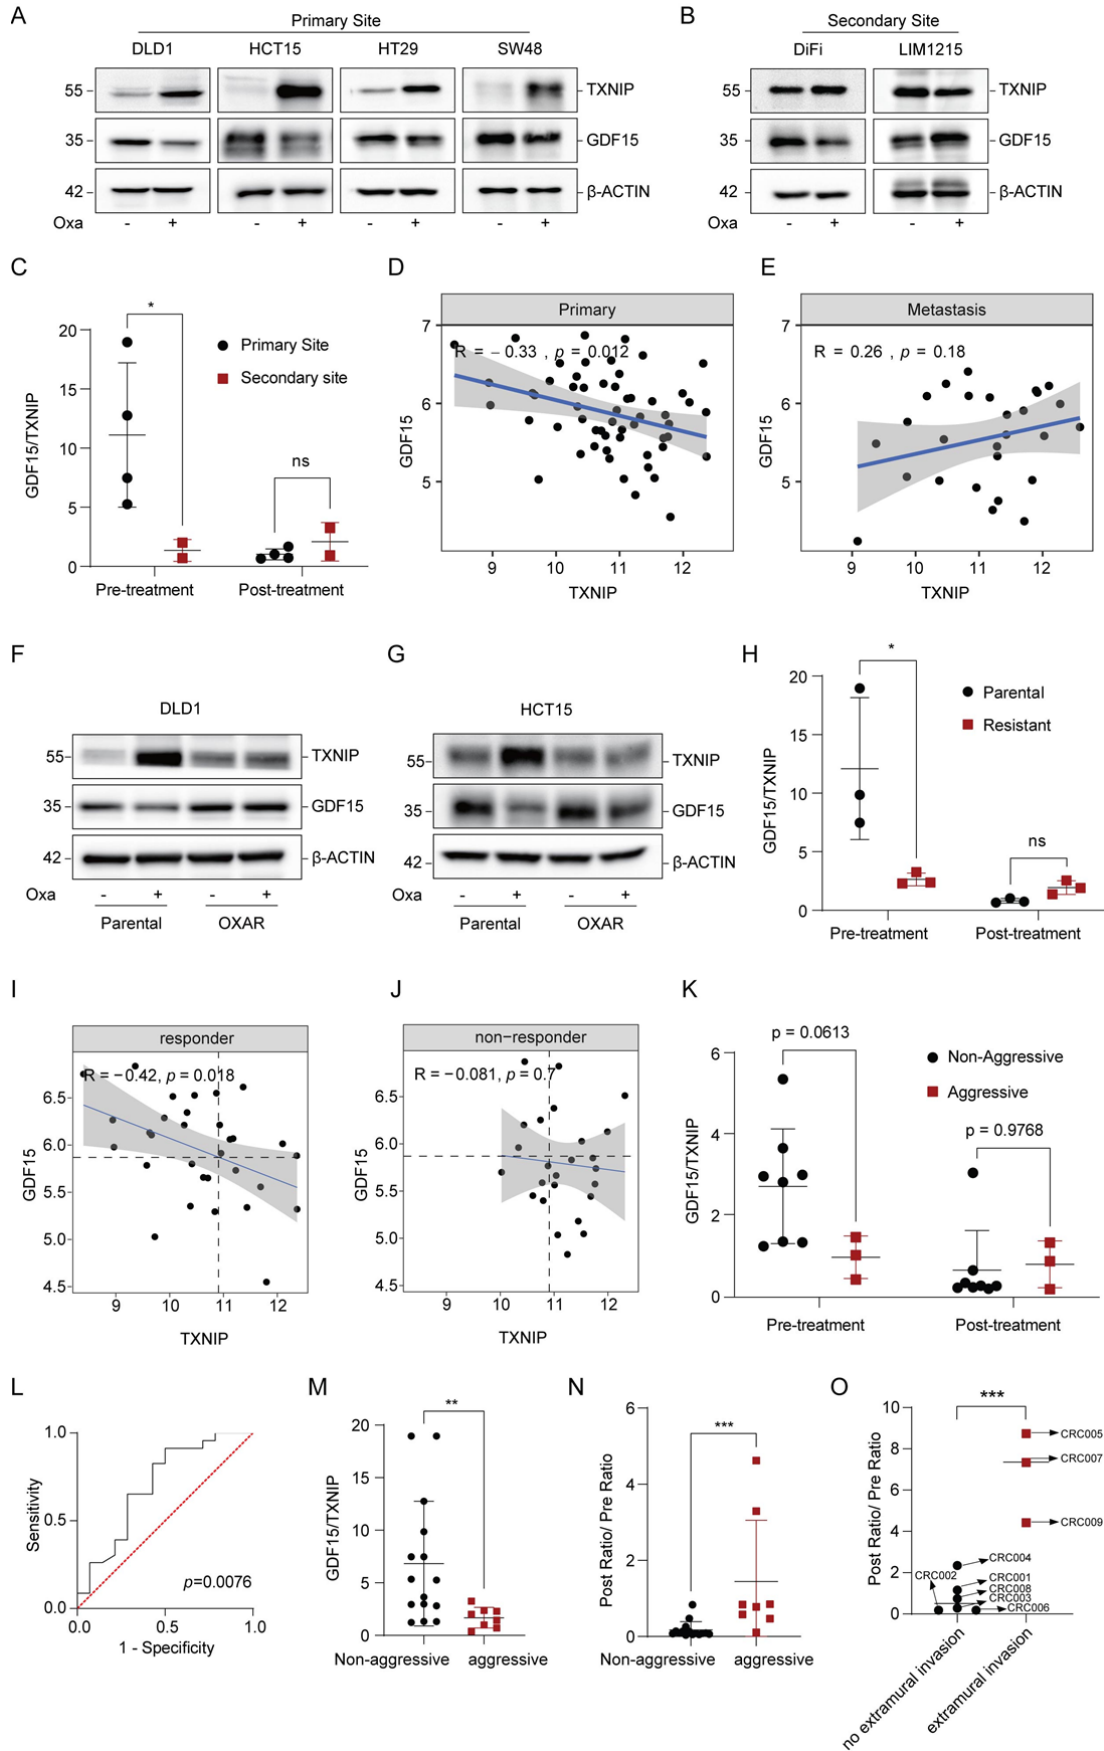 A
Primary Site
DLD1 HCT15 HT29 SW48
55 TXNIP
35 GDF15
42 β-ACTIN
Oxa - + - + - + - +
B
Secondary Site
DiFi LIM1215
55 TXNIP
35 GDF15
42 β-ACTIN
Oxa - + - +
C
GDF15/TXNIP
20
15
10
5
0
*
ns
Primary Site
Secondary site
Pre-treatment Post-treatment
D
Primary
R = −0.33 , p = 0.012
GDF15
7
6
5
9 10 11 12
TXNIP
E
Metastasis
R = 0.26 , p = 0.18
GDF15
7
6
5
9 10 11 12
TXNIP
F
DLD1
55 TXNIP
35 GDF15
42 β-ACTIN
Oxa - + - +
Parental OXAR
G
HCT15
55 TXNIP
35 GDF15
42 β-ACTIN
- + - +
Parental OXAR
H
GDF15/TXNIP
20
15
10
5
0
*
ns
Parental
Resistant
Pre-treatment Post-treatment
I
responder
R = −0.42, p = 0.018
GDF15
6.5
6.0
5.5
5.0
4.5
9 10 11 12
TXNIP
J
non−responder
R = −0.081, p = 0.7
GDF15
6.5
6.0
5.5
5.0
4.5
9 10 11 12
TXNIP
K
p = 0.0613
p = 0.9768
GDF15/TXNIP
6
4
2
0
Non-Aggressive
Aggressive
Pre-treatment Post-treatment
L
Sensitivity
1.0
0.5
0.0
p=0.0076
0.0 0.5 1.0
1 - Specificity
M
GDF15/TXNIP
20
15
10
5
0
**
Non-aggressive aggressive
N
Post Ratio/ Pre Ratio
6
4
2
0
***
Non-aggressive aggressive
O
Post Ratio/ Pre Ratio
10
8
6
4
2
0
***
CRC005
CRC007
CRC009
CRC004
CRC002
CRC001
CRC008
CRC003
CRC006
no extramural invasion
extramural invasion